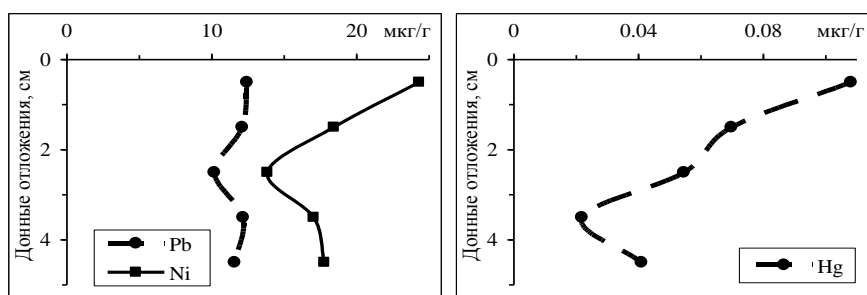 0 10 20 мкг/г
0
2
4
Донные отложения, см
Pb
Ni
0 0.04 0.08 мкг/г
0
2
4
Донные отложения, см
Hg